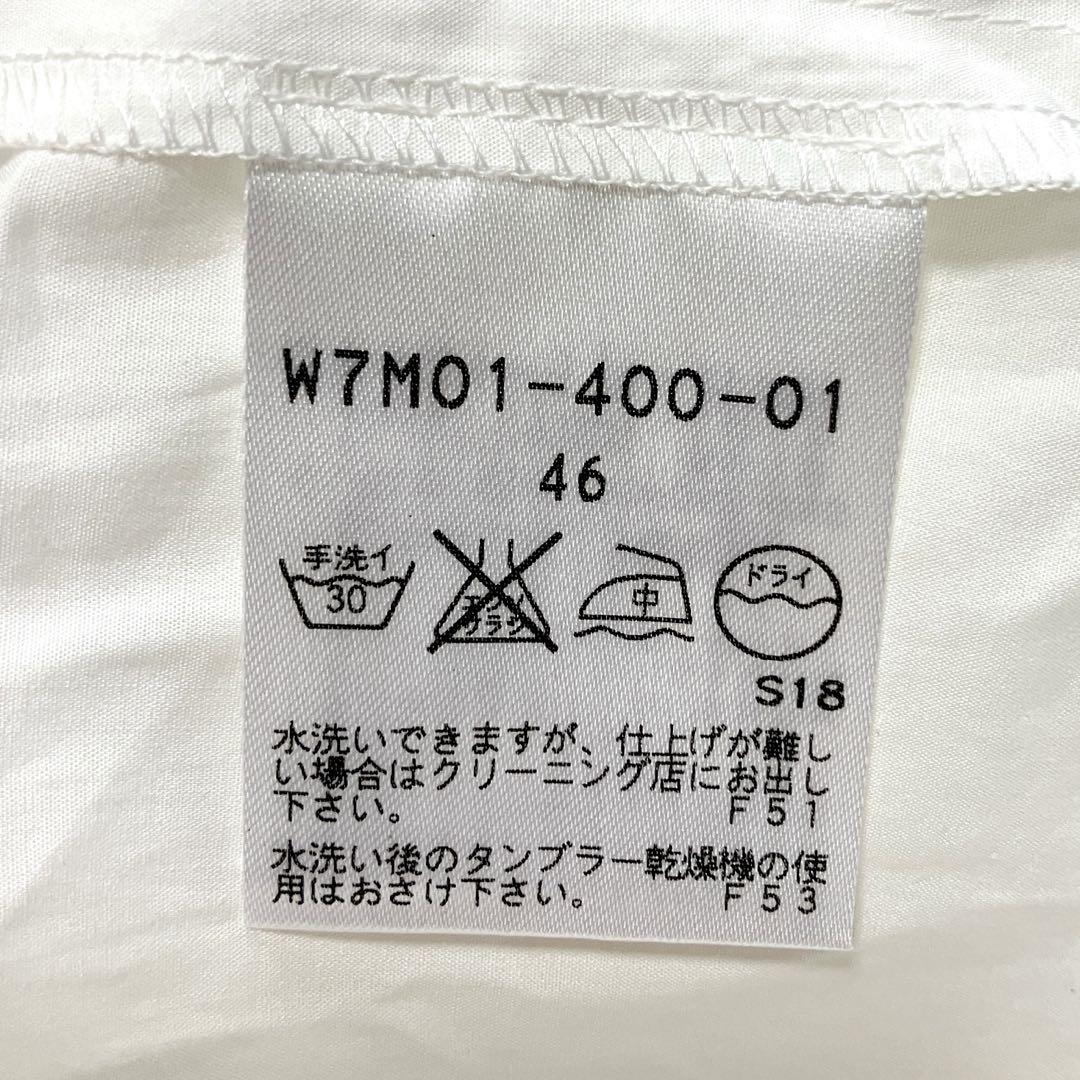 W7M01-400-01
46
手洗イ
30
エンソ
サラシ
中
ドライ
S18
水洗いできますが、仕上げが難し
い場合はクリーニング店にお出し
下さい。 F51
水洗い後のタンブラー乾燥機の使
用はおさけ下さい。 F53